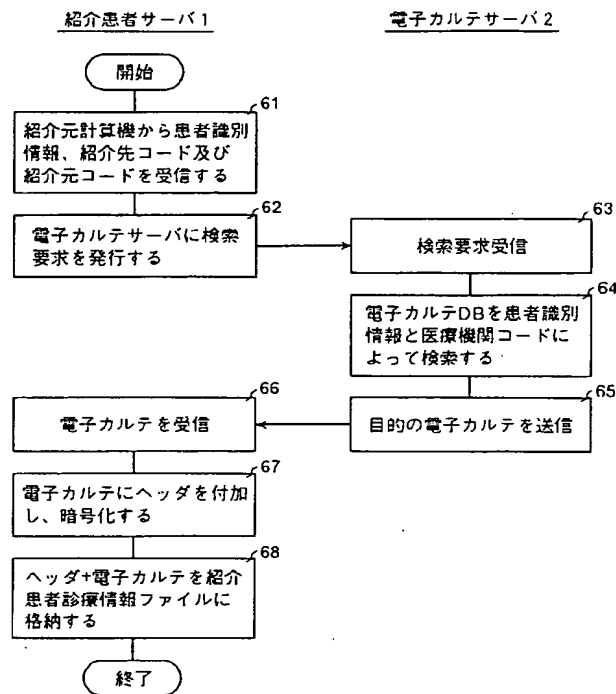 紹介患者サーバ1
電子カルテサーバ2
開始
61
紹介元計算機から患者識別
情報、紹介先コード及び
紹介元コードを受信する
62
電子カルテサーバに検索
要求を発行する
63
検索要求受信
64
電子カルテDBを患者識別
情報と医療機関コードに
よって検索する
65
目的の電子カルテを送信
66
電子カルテを受信
67
電子カルテにヘッダを付加
し、暗号化する
68
ヘッダ+電子カルテを紹介
患者診療情報ファイルに
格納する
終了